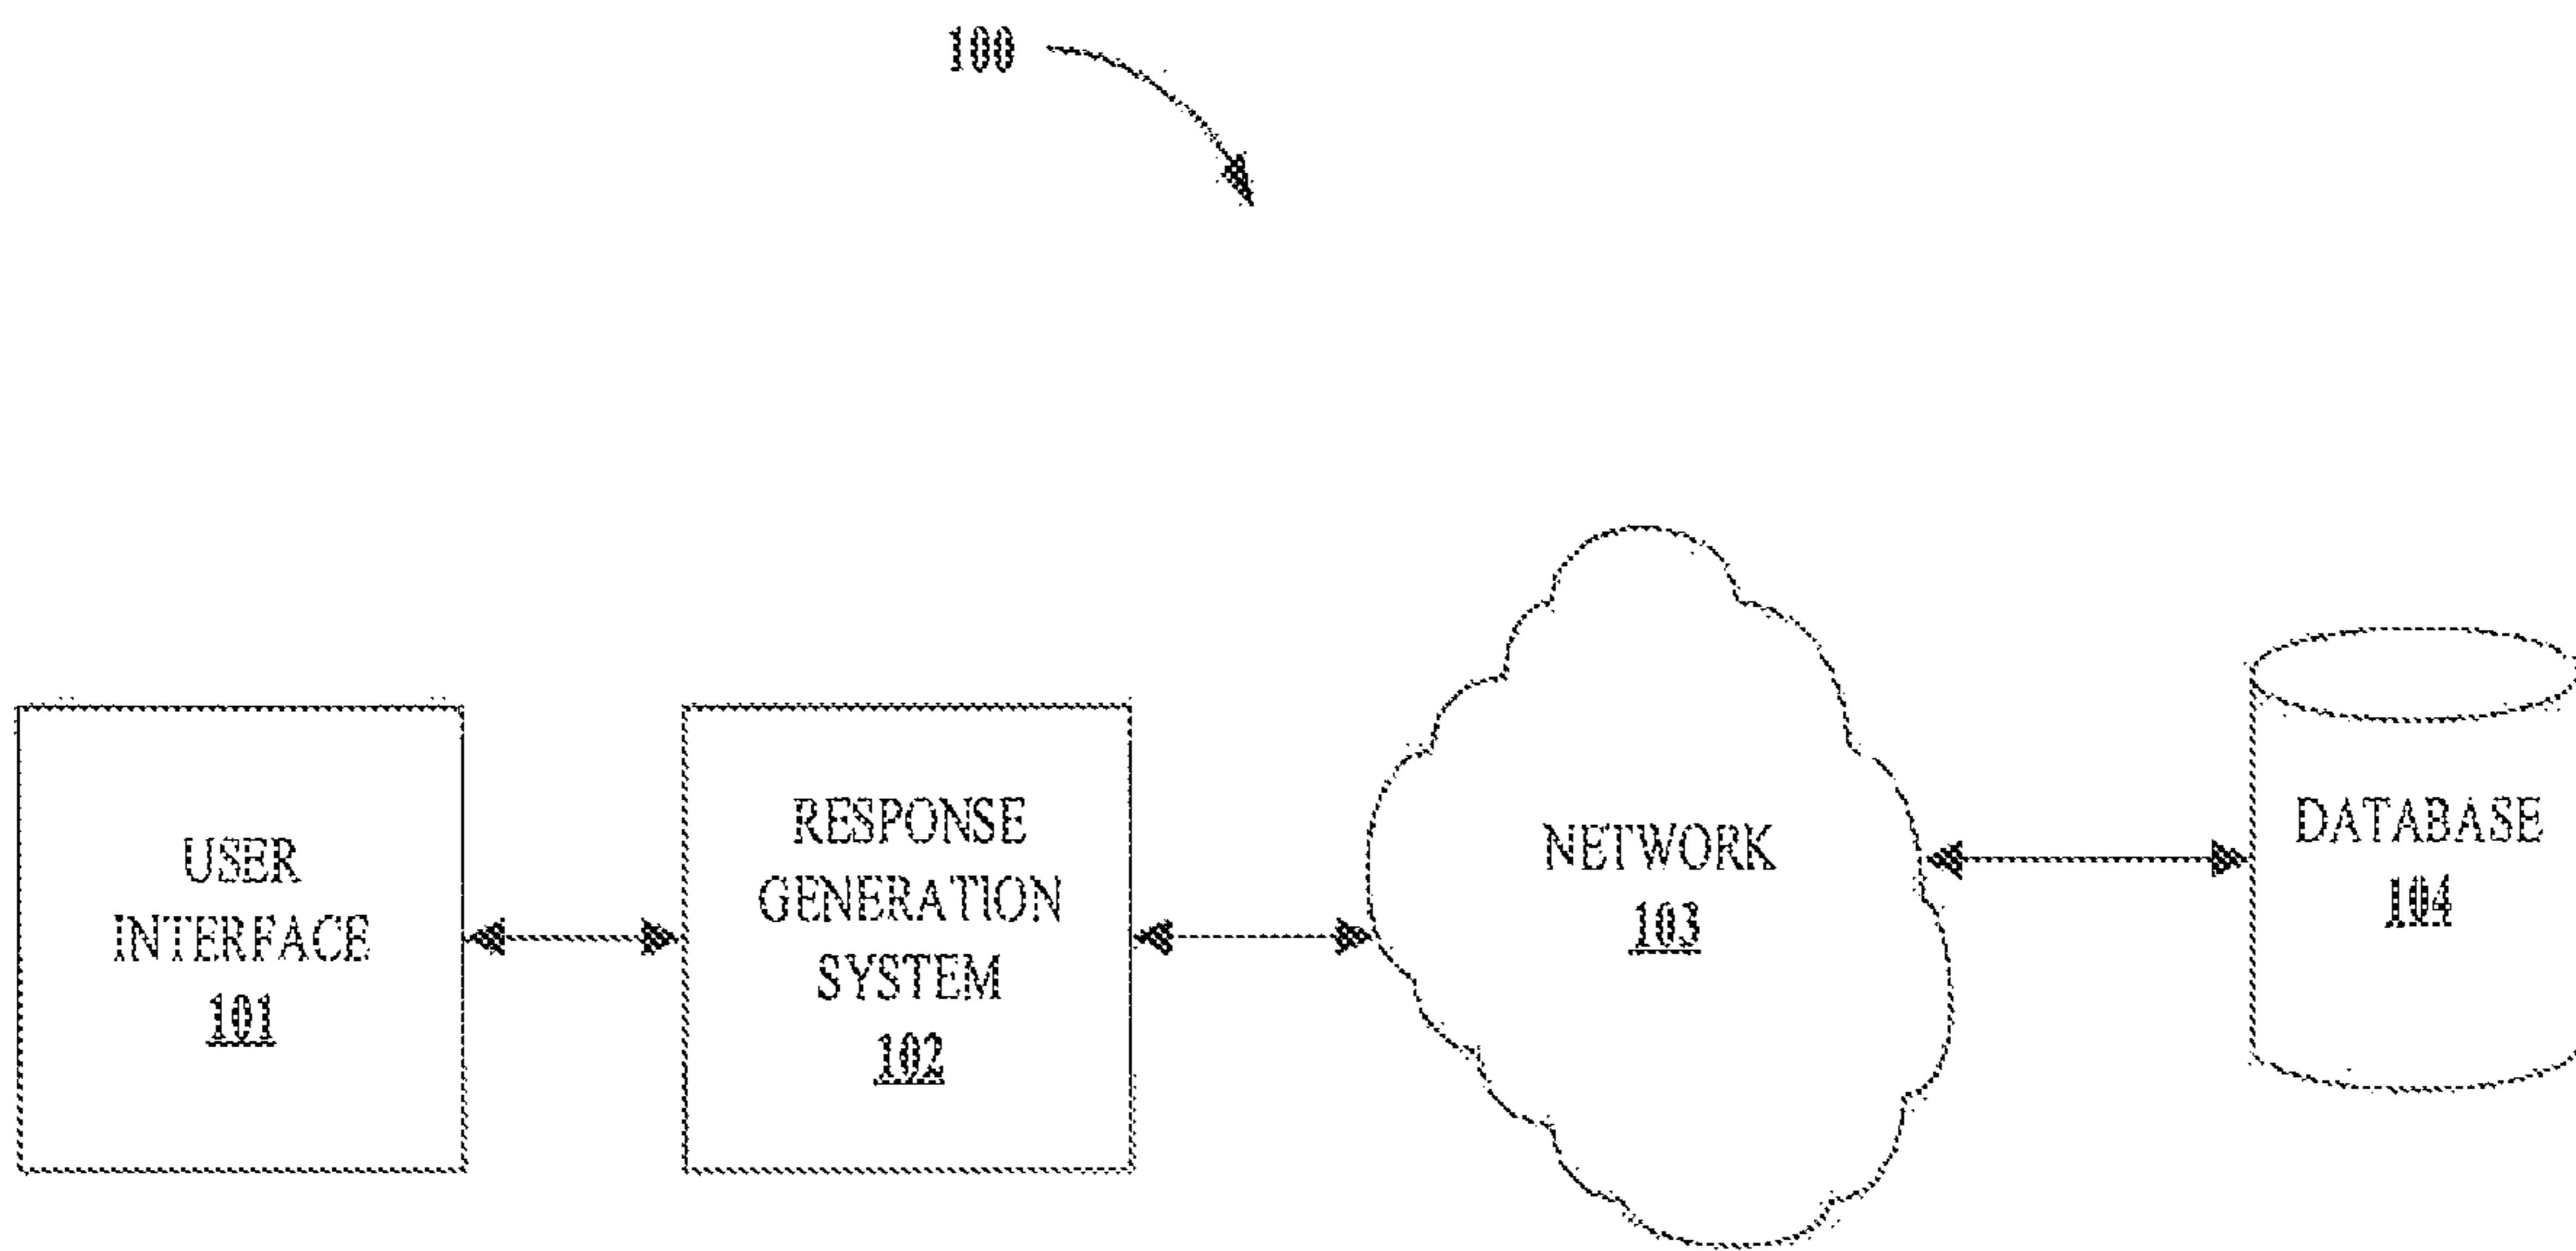 100
USER
INTERFACE
101
RESPONSE
GENERATION
SYSTEM
102
NETWORK
103
DATABASE
104